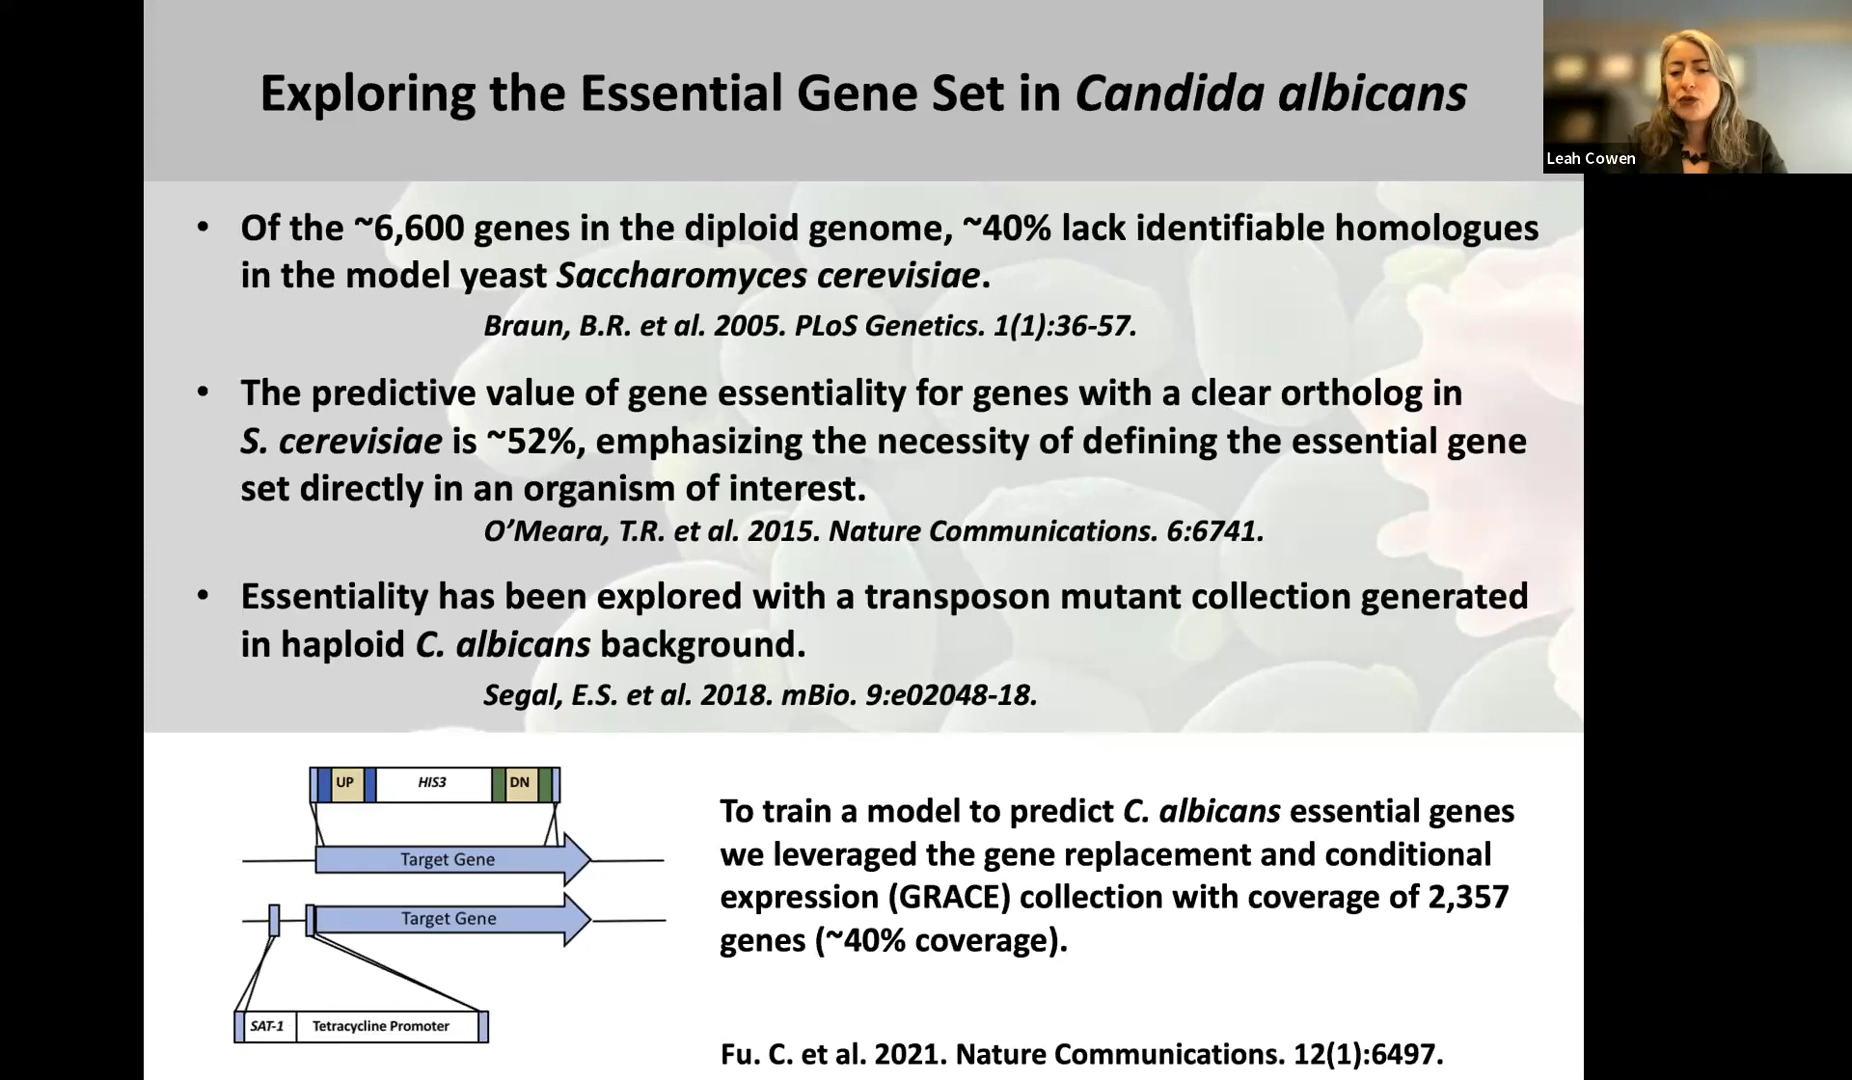 Exploring the Essential Gene Set in Candida albicans
Leah Cowen
• Of the ~6,600 genes in the diploid genome, ~40% lack identifiable homologues
in the model yeast Saccharomyces cerevisiae.
Braun, B.R. et al. 2005. PLoS Genetics. 1(1):36-57.
• The predictive value of gene essentiality for genes with a clear ortholog in
S. cerevisiae is ~52%, emphasizing the necessity of defining the essential gene
set directly in an organism of interest.
O’Meara, T.R. et al. 2015. Nature Communications. 6:6741.
• Essentiality has been explored with a transposon mutant collection generated
in haploid C. albicans background.
Segal, E.S. et al. 2018. mBio. 9:e02048-18.
UP HIS3 DN
Target Gene
Target Gene
SAT-1 Tetracycline Promoter
To train a model to predict C. albicans essential genes
we leveraged the gene replacement and conditional
expression (GRACE) collection with coverage of 2,357
genes (~40% coverage).
Fu. C. et al. 2021. Nature Communications. 12(1):6497.